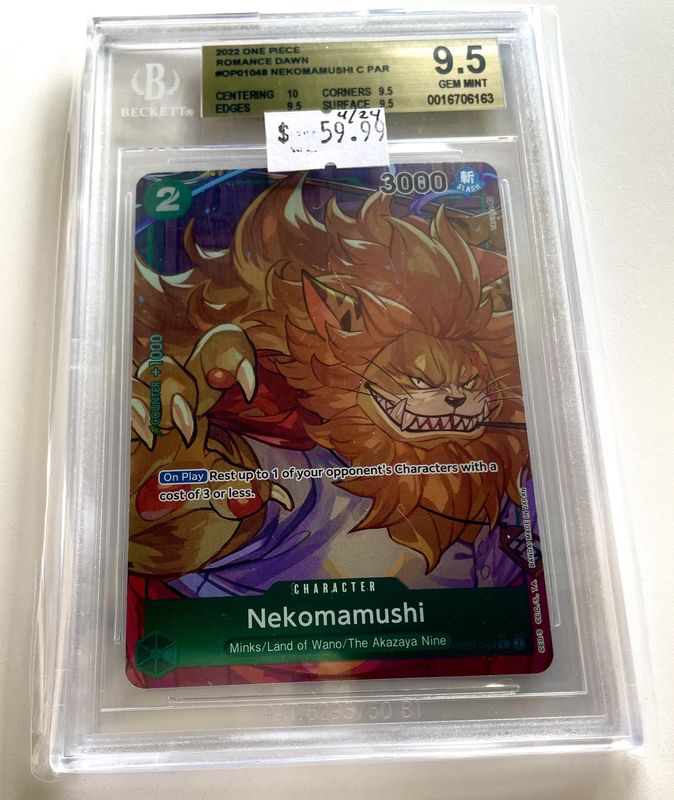 2022 ONE PIECE
ROMANCE DAWN
#OP01048 NEKOMAMUSHI C PAR
CENTERING 10 CORNERS 9.5
EDGES 9.5 SURFACE 9.5
9.5
GEM MINT
0016706163
B
BECKETT®
4/24
$ 59.99
2
3000
斬
SLASH
COUNTER +1000
On Play Rest up to 1 of your opponent's Characters with a
cost of 3 or less.
BANDAI MADE IN JAPAN
CHARACTER
Nekomamushi
Minks/Land of Wano/The Akazaya Nine
OP01-048 C